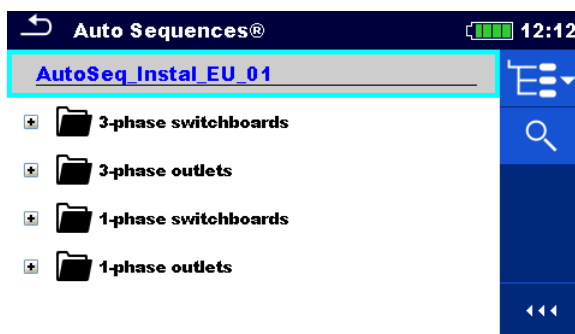 Auto Sequences® 12:12
AutoSeq_Instal_EU_01
3-phase switchboards
3-phase outlets
1-phase switchboards
1-phase outlets